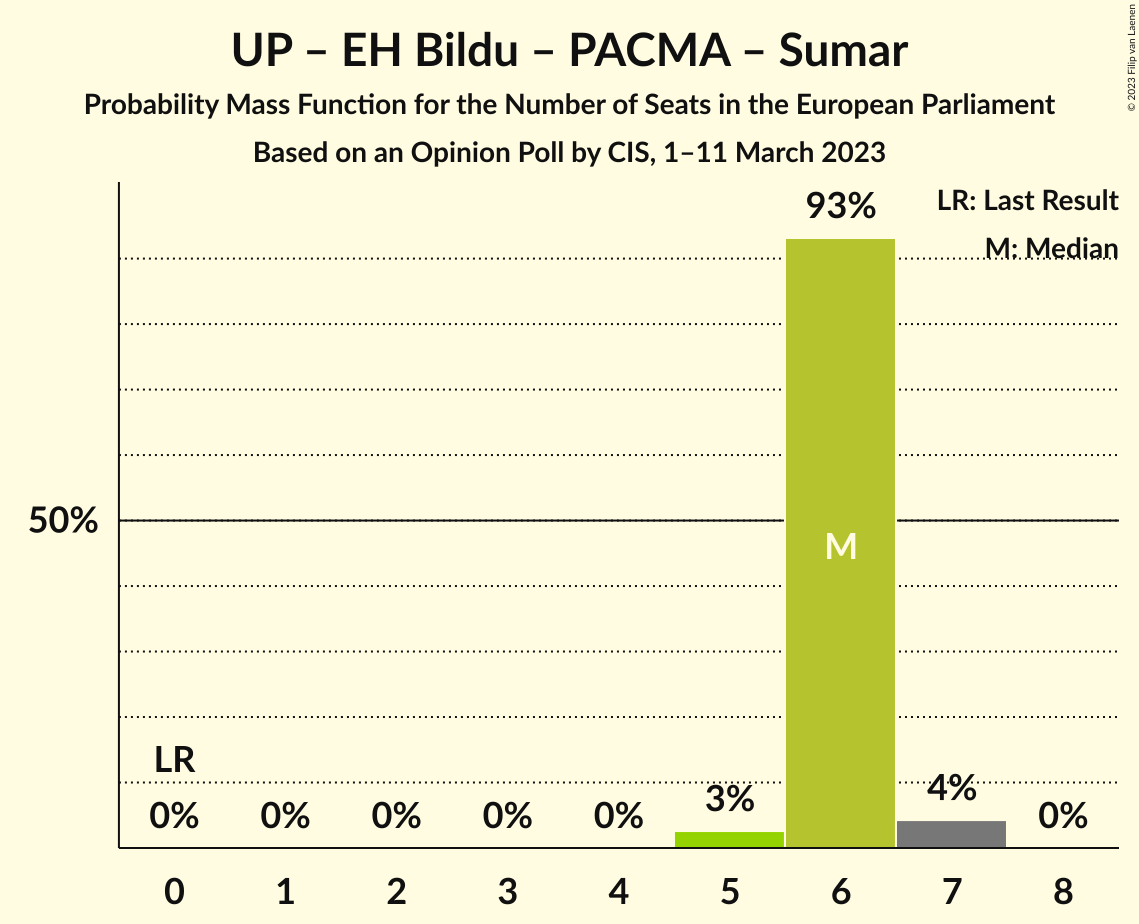 UP – EH Bildu – PACMA – Sumar
Probability Mass Function for the Number of Seats in the European Parliament
Based on an Opinion Poll by CIS, 1–11 March 2023
© 2023 Filip van Laenen
LR: Last Result
M: Median
93%
50%
M
LR
0% 0% 0% 0% 0% 3% 4% 0%
0 1 2 3 4 5 6 7 8